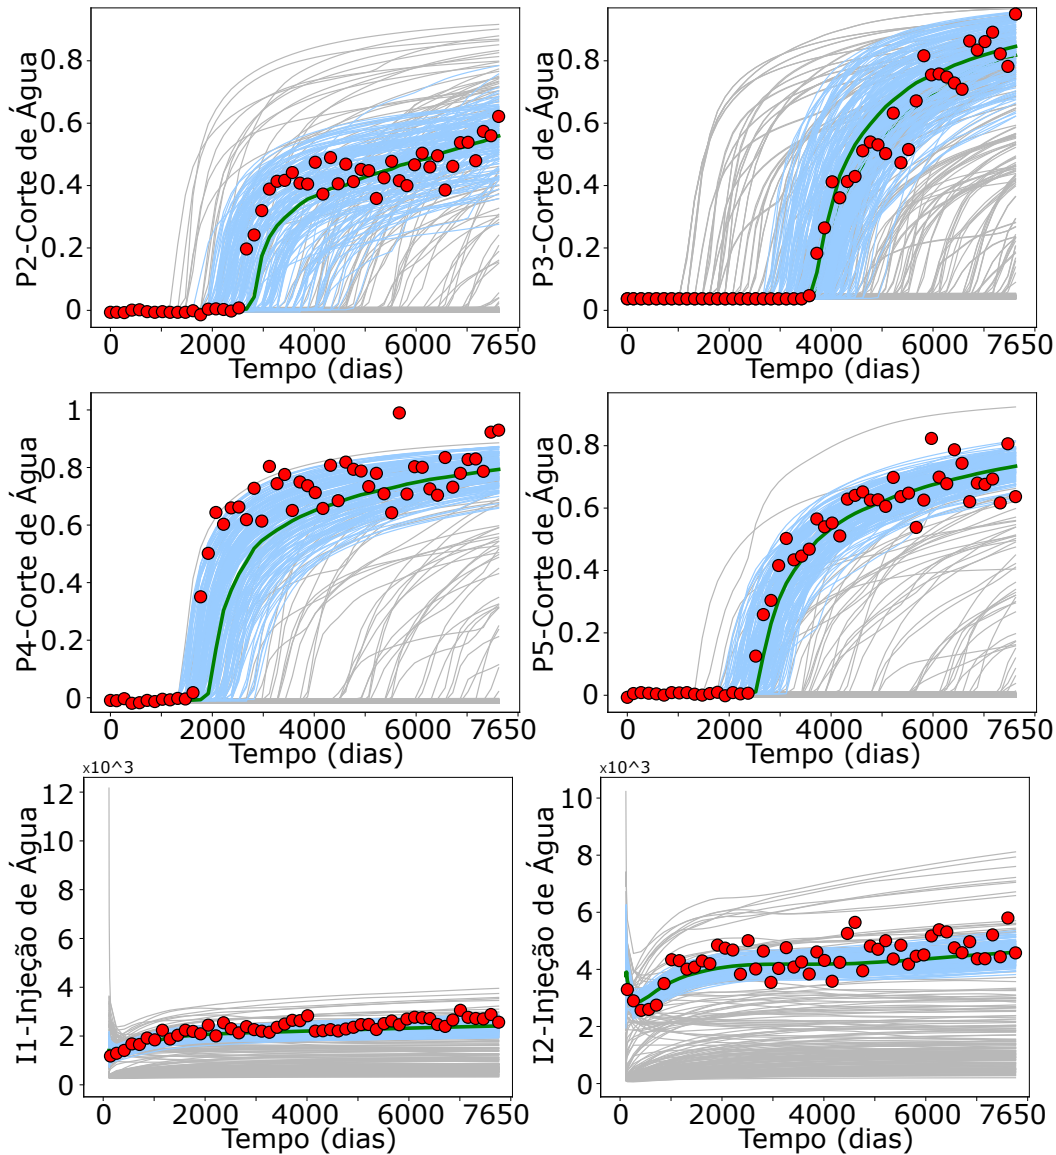 P2-Corte de Água
0.8
0.6
0.4
0.2
0
0 2000 4000 6000 7650
Tempo (dias)
P3-Corte de Água
0.8
0.6
0.4
0.2
0
0 2000 4000 6000 7650
Tempo (dias)
P4-Corte de Água
1
0.8
0.6
0.4
0.2
0
0 2000 4000 6000 7650
Tempo (dias)
P5-Corte de Água
0.8
0.6
0.4
0.2
0
0 2000 4000 6000 7650
Tempo (dias)
x10^3
I1-Injeção de Água
12
10
8
6
4
2
0
0 2000 4000 6000 7650
Tempo (dias)
x10^3
I2-Injeção de Água
10
8
6
4
2
0
0 2000 4000 6000 7650
Tempo (dias)